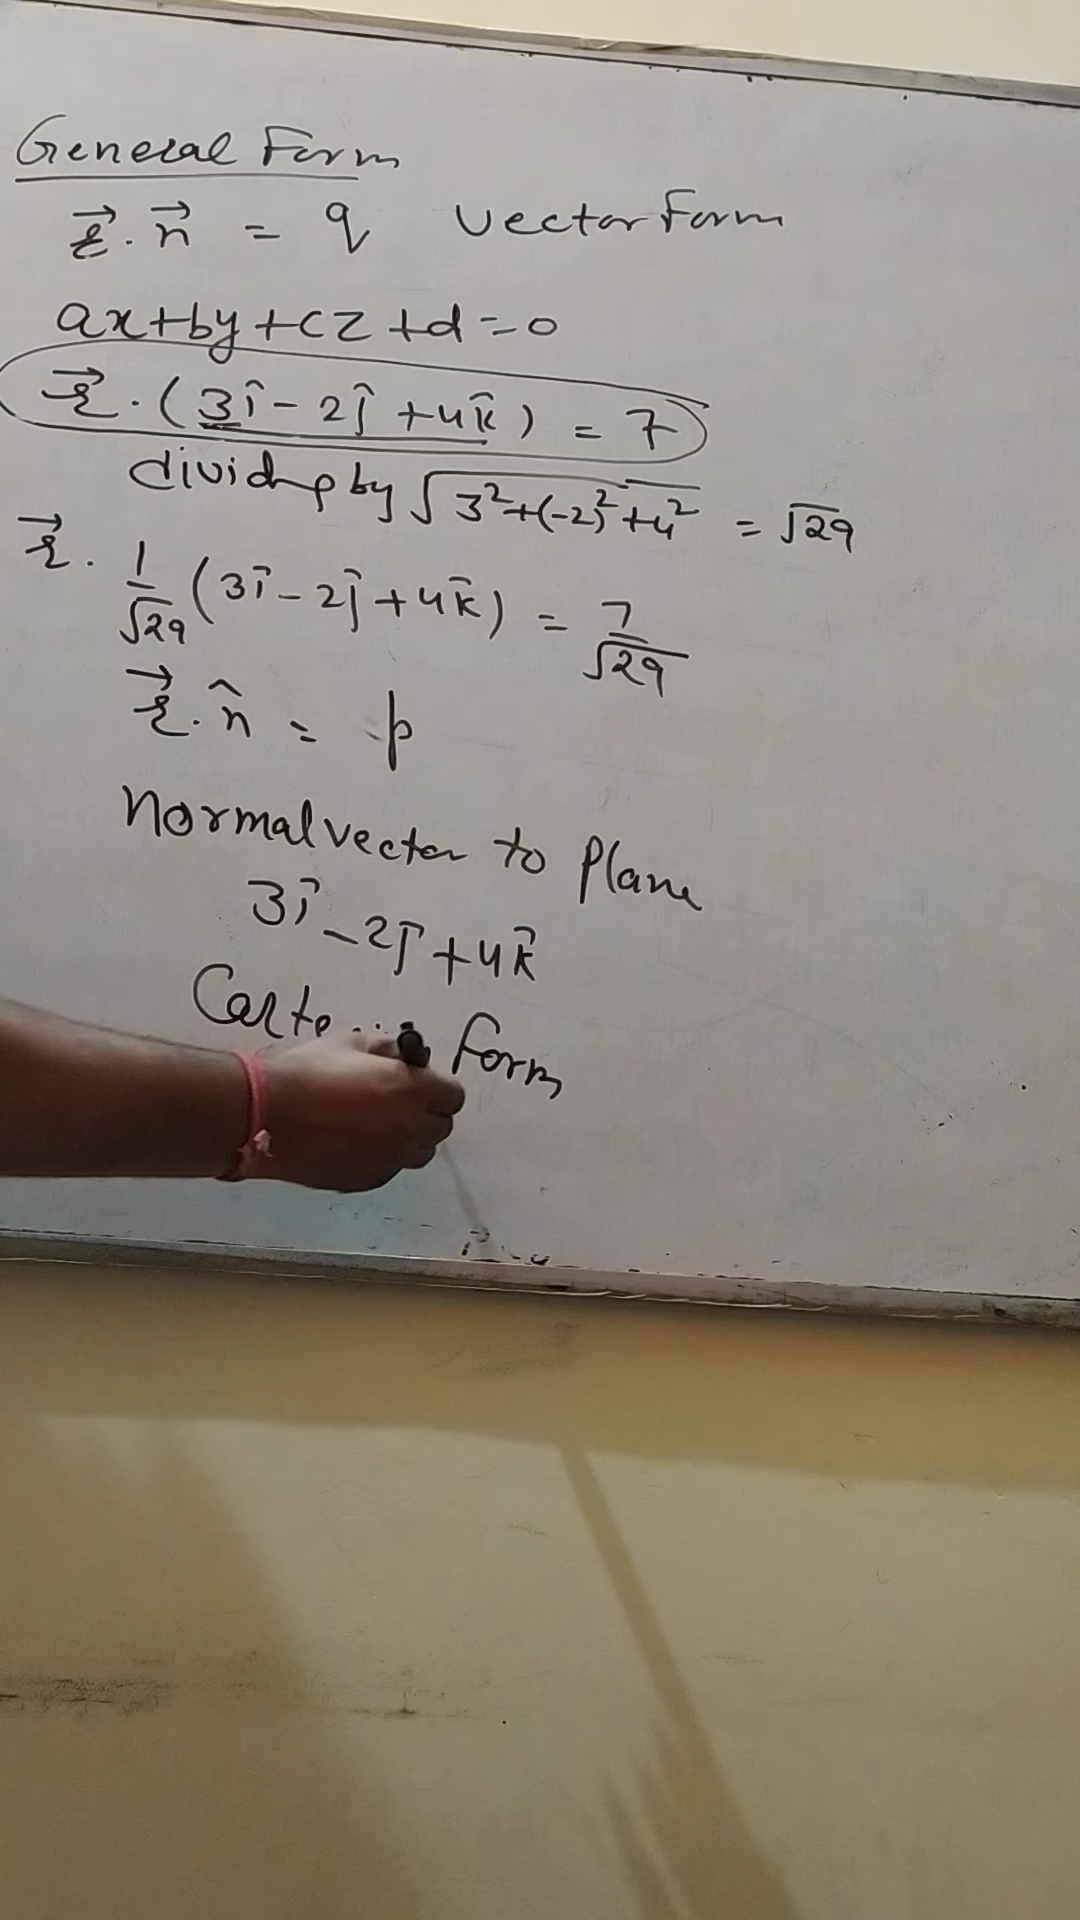 General Form
r⃗ . n⃗ = q vector Form
ax+by+cz+d=0
r⃗ . (3î - 2ĵ + 4k̂) = 7
dividing by √3²+(-2)²+4² = √29
r⃗ . 1/√29 (3î - 2ĵ + 4k̂) = 7/√29
r⃗ . n̂ = p
Normal vector to Plane
3î - 2ĵ + 4k̂
Form